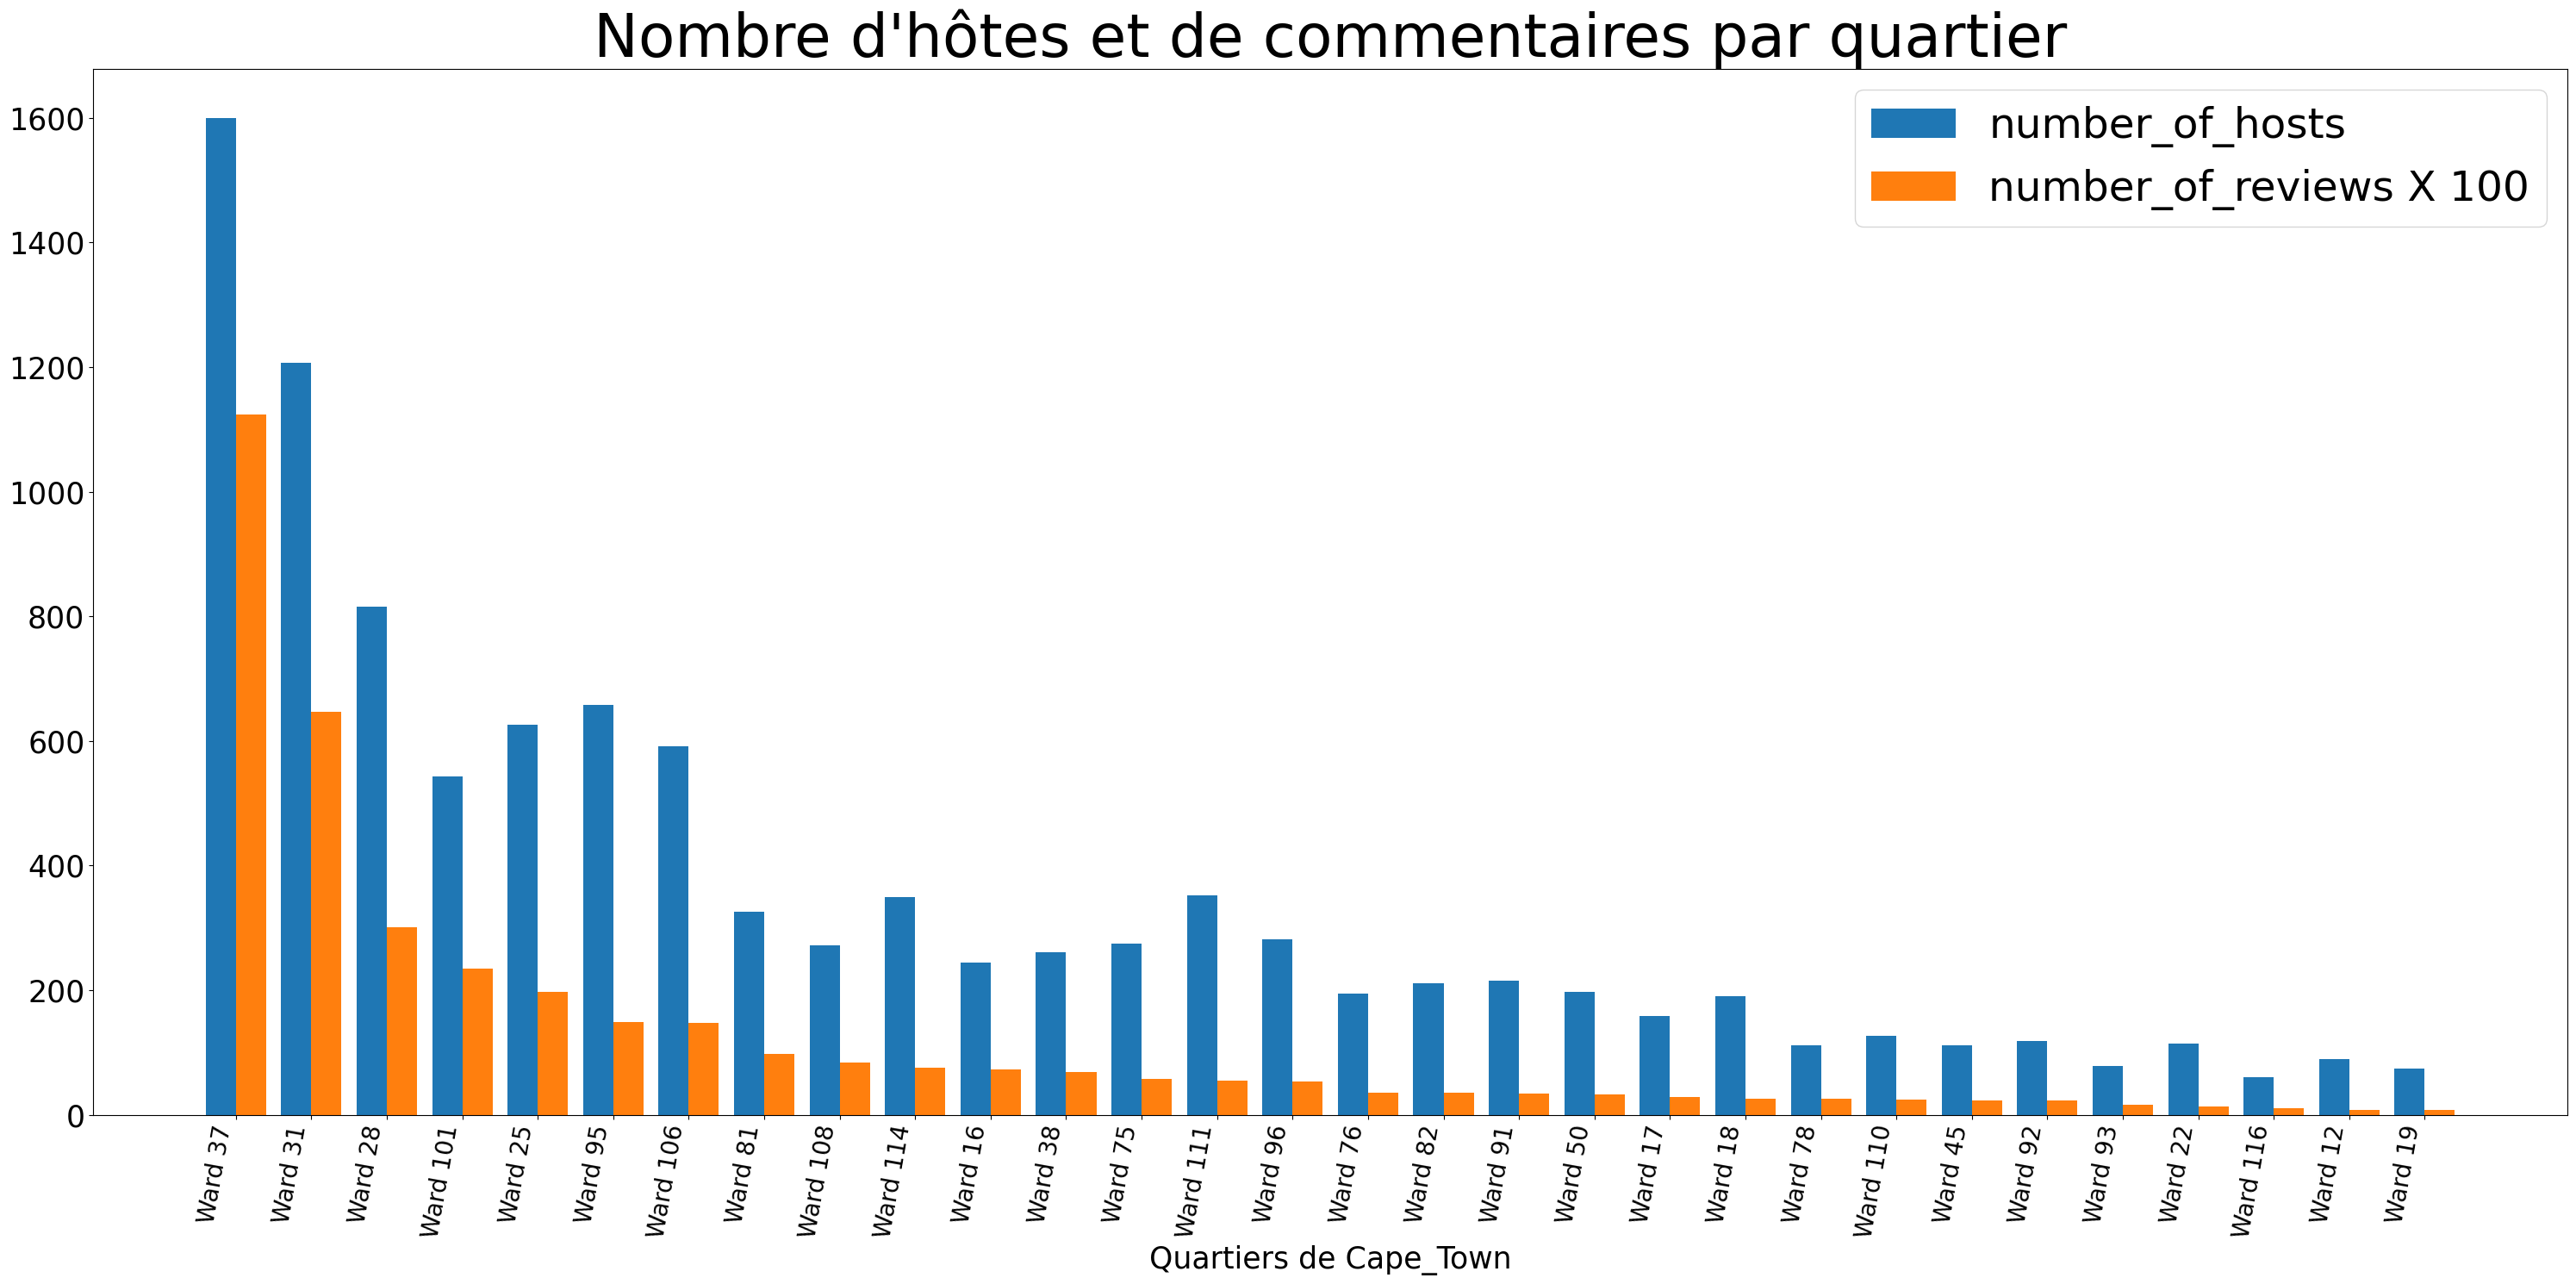 Nombre d'hôtes et de commentaires par quartier
number_of_hosts
number_of_reviews X 100
1600
1400
1200
1000
800
600
400
200
0
Ward 37
Ward 31
Ward 28
Ward 101
Ward 25
Ward 95
Ward 106
Ward 81
Ward 108
Ward 114
Ward 16
Ward 38
Ward 75
Ward 111
Ward 96
Ward 76
Ward 82
Ward 91
Ward 50
Ward 17
Ward 18
Ward 78
Ward 110
Ward 45
Ward 92
Ward 93
Ward 22
Ward 116
Ward 12
Ward 19
Quartiers de Cape_Town